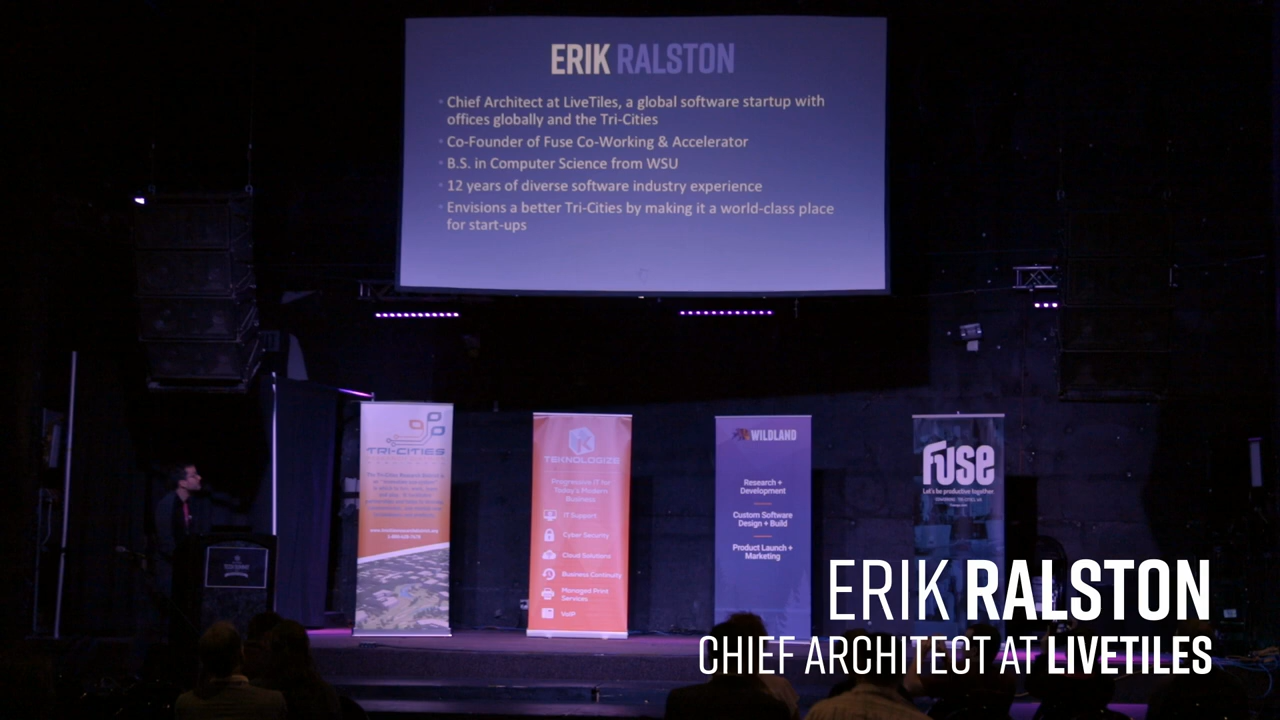 ERIK RALSTON
• Chief Architect at LiveTiles, a global software startup with
offices globally and the Tri-Cities
• Co-Founder of Fuse Co-Working & Accelerator
• B.S. in Computer Science from WSU
• 12 years of diverse software industry experience
• Envisions a better Tri-Cities by making it a world-class place
for start-ups
TRI-CITIES
TEKNOLOGIZE
Progressive IT for
Today's Modern
Business
IT Support
Cyber Security
Cloud Solutions
Business Continuity
Managed Print
Services
VoIP
WILDLAND
Research +
Development
Custom Software
Design + Build
Product Launch +
Marketing
fuse
Let's be productive together
TECH SUMMIT
ERIK RALSTON
CHIEF ARCHITECT AT LIVETILES